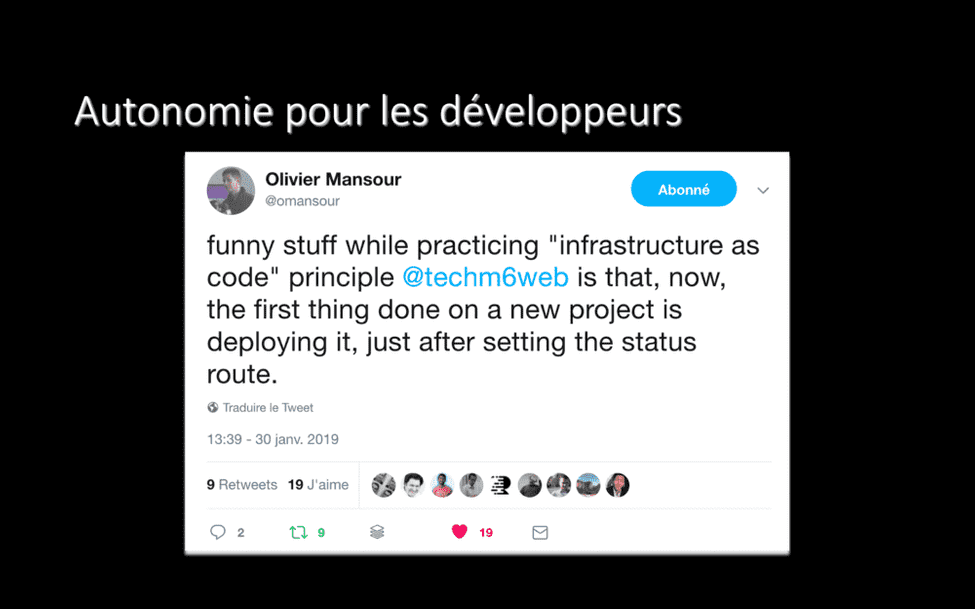 Autonomie pour les développeurs
Olivier Mansour
@omansour
Abonné
funny stuff while practicing "infrastructure as
code" principle @techm6web is that, now,
the first thing done on a new project is
deploying it, just after setting the status
route.
Traduire le Tweet
13:39 - 30 janv. 2019
9 Retweets 19 J'aime
2 9 19